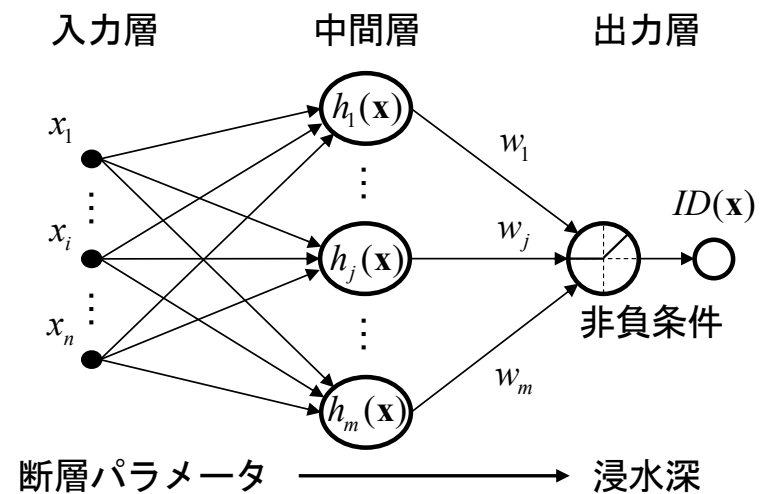 入力層 中間層 出力層
h₁(x)
x₁
w₁
⋮
⋮
ID(x)
xᵢ
hⱼ(x)
wⱼ
⋮
非負条件
xₙ
⋮
wₘ
hₘ(x)
断層パラメータ 浸水深